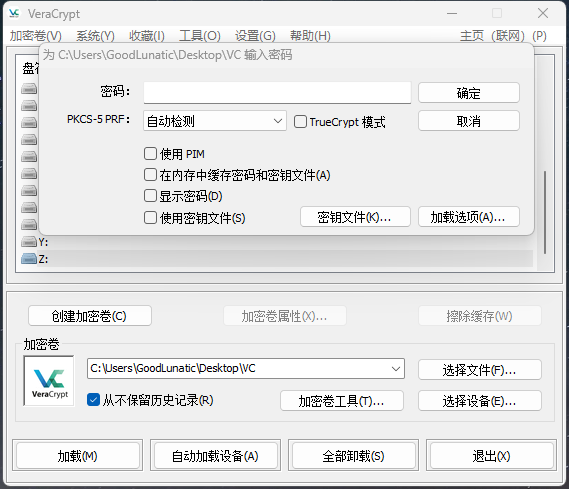 VeraCrypt
加密卷(V) 系统(Y) 收藏(I) 工具(O) 设置(G) 帮助(H) 主页（联网）(P)
为 C:\Users\GoodLunatic\Desktop\VC 输入密码
密码：
确定
PKCS-5 PRF：
自动检测
TrueCrypt 模式
取消
使用 PIM
在内存中缓存密码和密钥文件(A)
显示密码(D)
使用密钥文件(S)
密钥文件(K)...
加载选项(A)...
Y:
Z:
创建加密卷(C)
加密卷属性(X)...
擦除缓存(W)
加密卷
VeraCrypt
C:\Users\GoodLunatic\Desktop\VC
选择文件(F)...
从不保留历史记录(R)
加密卷工具(T)...
选择设备(E)...
加载(M)
自动加载设备(A)
全部卸载(S)
退出(X)